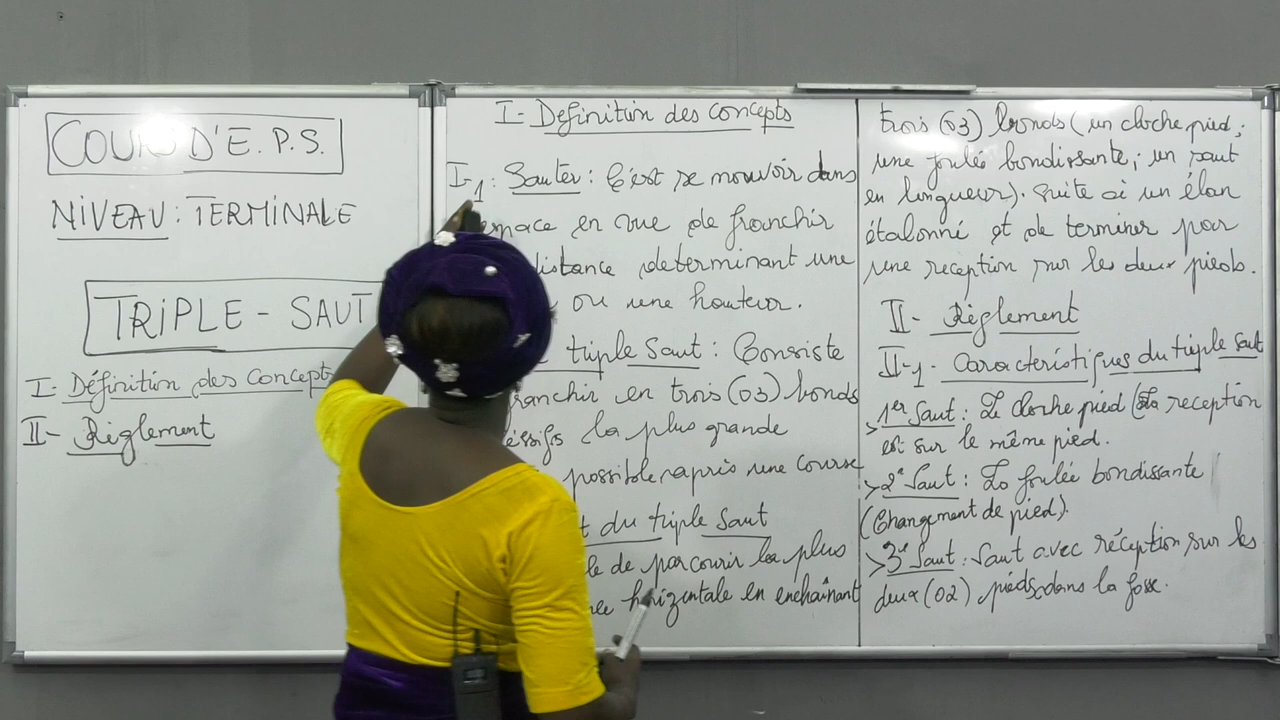 COURS D'E.P.S.
NIVEAU : TERMINALE
TRIPLE - SAUT
I- Définition des Concepts
II- Règlement
I- Définition des concepts
I-1: Sauter : C'est se mouvoir dans
en vue de franchir
distance determinant une
ou une hauteur.
triple Saut : Consiste
franchir en trois (03) bonds
la plus grande
possible après une course
du triple Saut
de parcourir la plus
horizontale en enchaînant
trois (03) bonds (un cloche pied ;
une foulée bondissante ; un saut
en longueur). suite à un élan
étalonné et de terminer par
une reception sur les deux pieds.
II- Règlement
II-1- Caractéristiques du triple saut
> 1er Saut : Le cloche pied (La reception
est sur le même pied.
> 2e Saut : La foulée bondissante
(Changement de pied).
> 3e Saut : Saut avec réception sur les
deux (02) pieds dans la fosse.